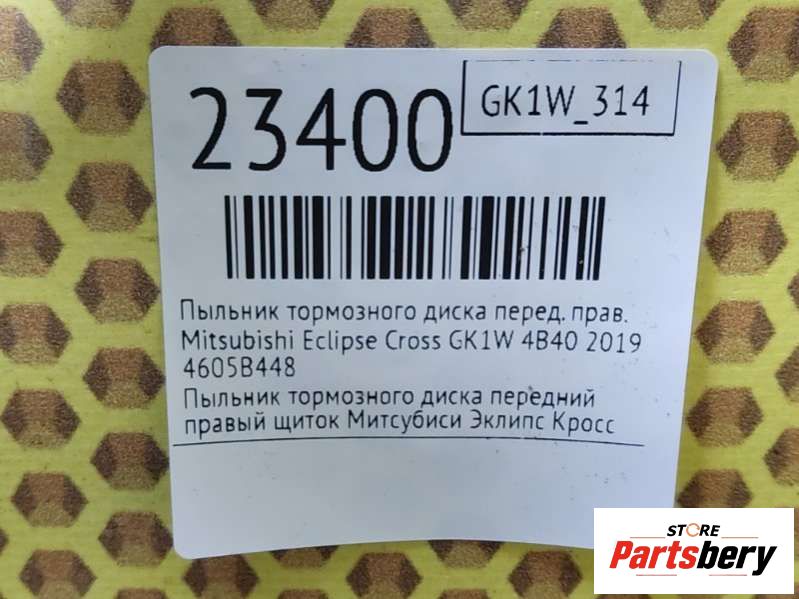 23400
GK1W_314
Пыльник тормозного диска перед. прав.
Mitsubishi Eclipse Cross GK1W 4B40 2019
4605B448
Пыльник тормозного диска передний
правый щиток Митсубиси Эклипс Кросс
STORE
Partsbery